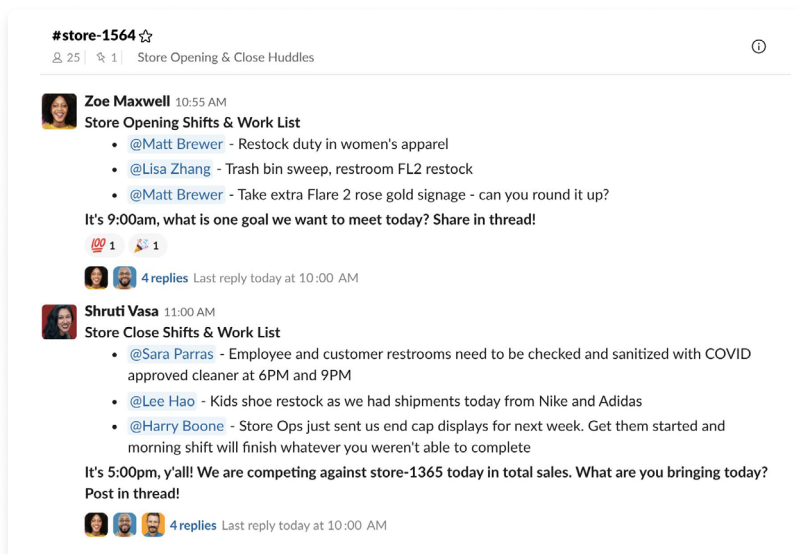 #store-1564
25 1 Store Opening & Close Huddles
Zoe Maxwell 10:55 AM
Store Opening Shifts & Work List
• @Matt Brewer - Restock duty in women's apparel
• @Lisa Zhang - Trash bin sweep, restroom FL2 restock
• @Matt Brewer - Take extra Flare 2 rose gold signage - can you round it up?
It's 9:00am, what is one goal we want to meet today? Share in thread!
💯 1 🎉 1
4 replies Last reply today at 10:00 AM
Shruti Vasa 11:00 AM
Store Close Shifts & Work List
• @Sara Parras - Employee and customer restrooms need to be checked and sanitized with COVID
approved cleaner at 6PM and 9PM
• @Lee Hao - Kids shoe restock as we had shipments today from Nike and Adidas
• @Harry Boone - Store Ops just sent us end cap displays for next week. Get them started and
morning shift will finish whatever you weren't able to complete
It's 5:00pm, y'all! We are competing against store-1365 today in total sales. What are you bringing today?
Post in thread!
4 replies Last reply today at 10:00 AM